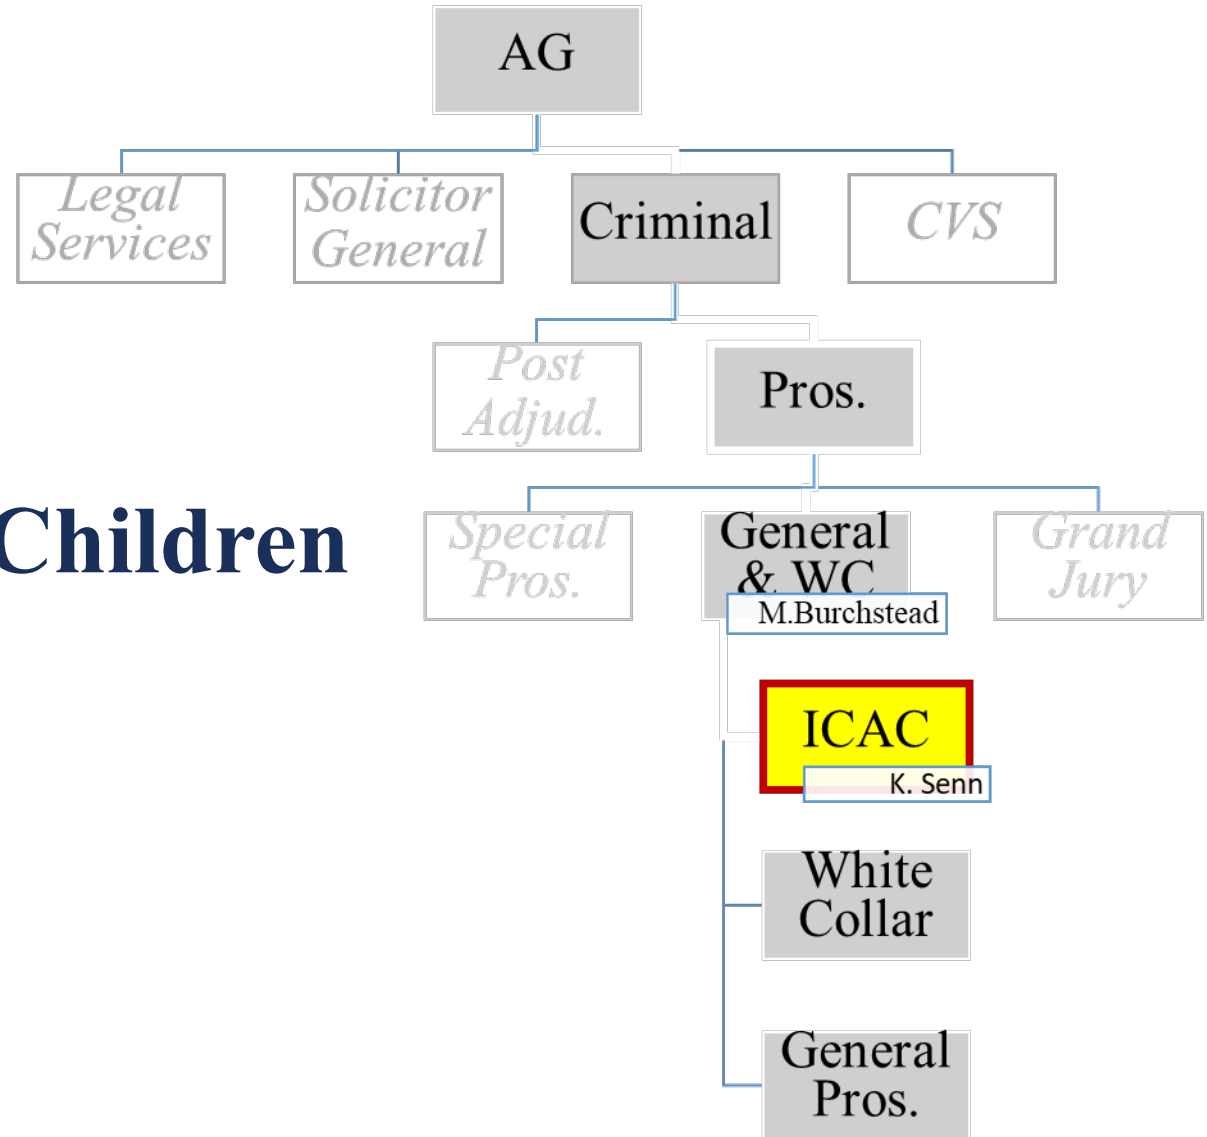 AG
Legal
Services
Solicitor
General
Criminal
CVS
Post
Adjud.
Pros.
Children
Special
Pros.
General
& WC
M.Burchstead
Grand
Jury
ICAC
K. Senn
White
Collar
General
Pros.